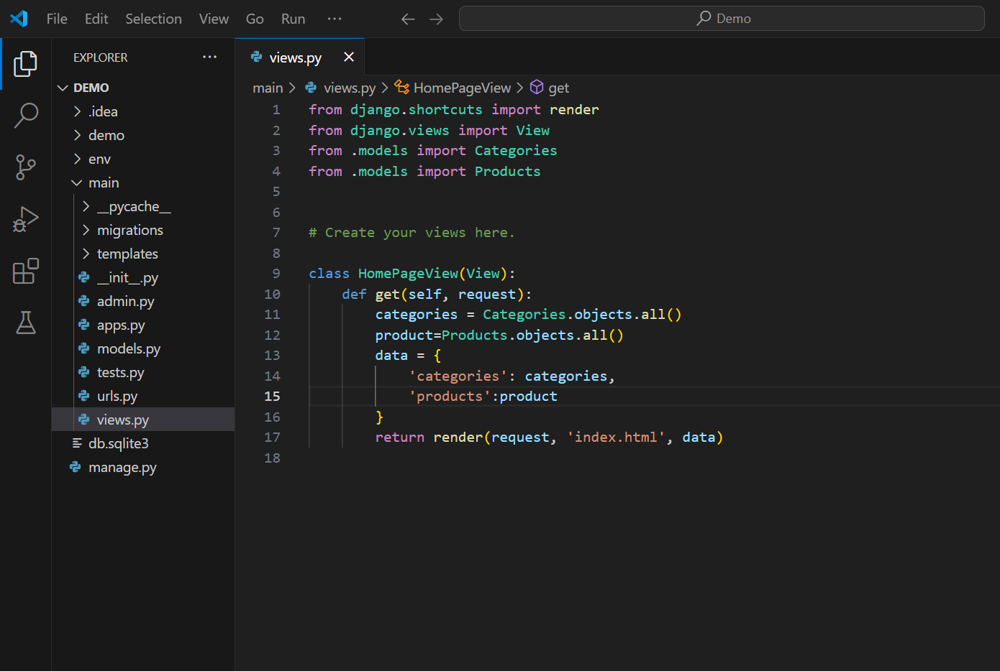 File Edit Selection View Go Run ···
Demo
EXPLORER ···
DEMO
.idea
demo
env
main
__pycache__
migrations
templates
__init__.py
admin.py
apps.py
models.py
tests.py
urls.py
views.py
db.sqlite3
manage.py
views.py
main > views.py > HomePageView > get
1 from django.shortcuts import render
2 from django.views import View
3 from .models import Categories
4 from .models import Products
5
6
7 # Create your views here.
8
9 class HomePageView(View):
10     def get(self, request):
11         categories = Categories.objects.all()
12         product=Products.objects.all()
13         data = {
14             'categories': categories,
15             'products':product
16         }
17         return render(request, 'index.html', data)
18